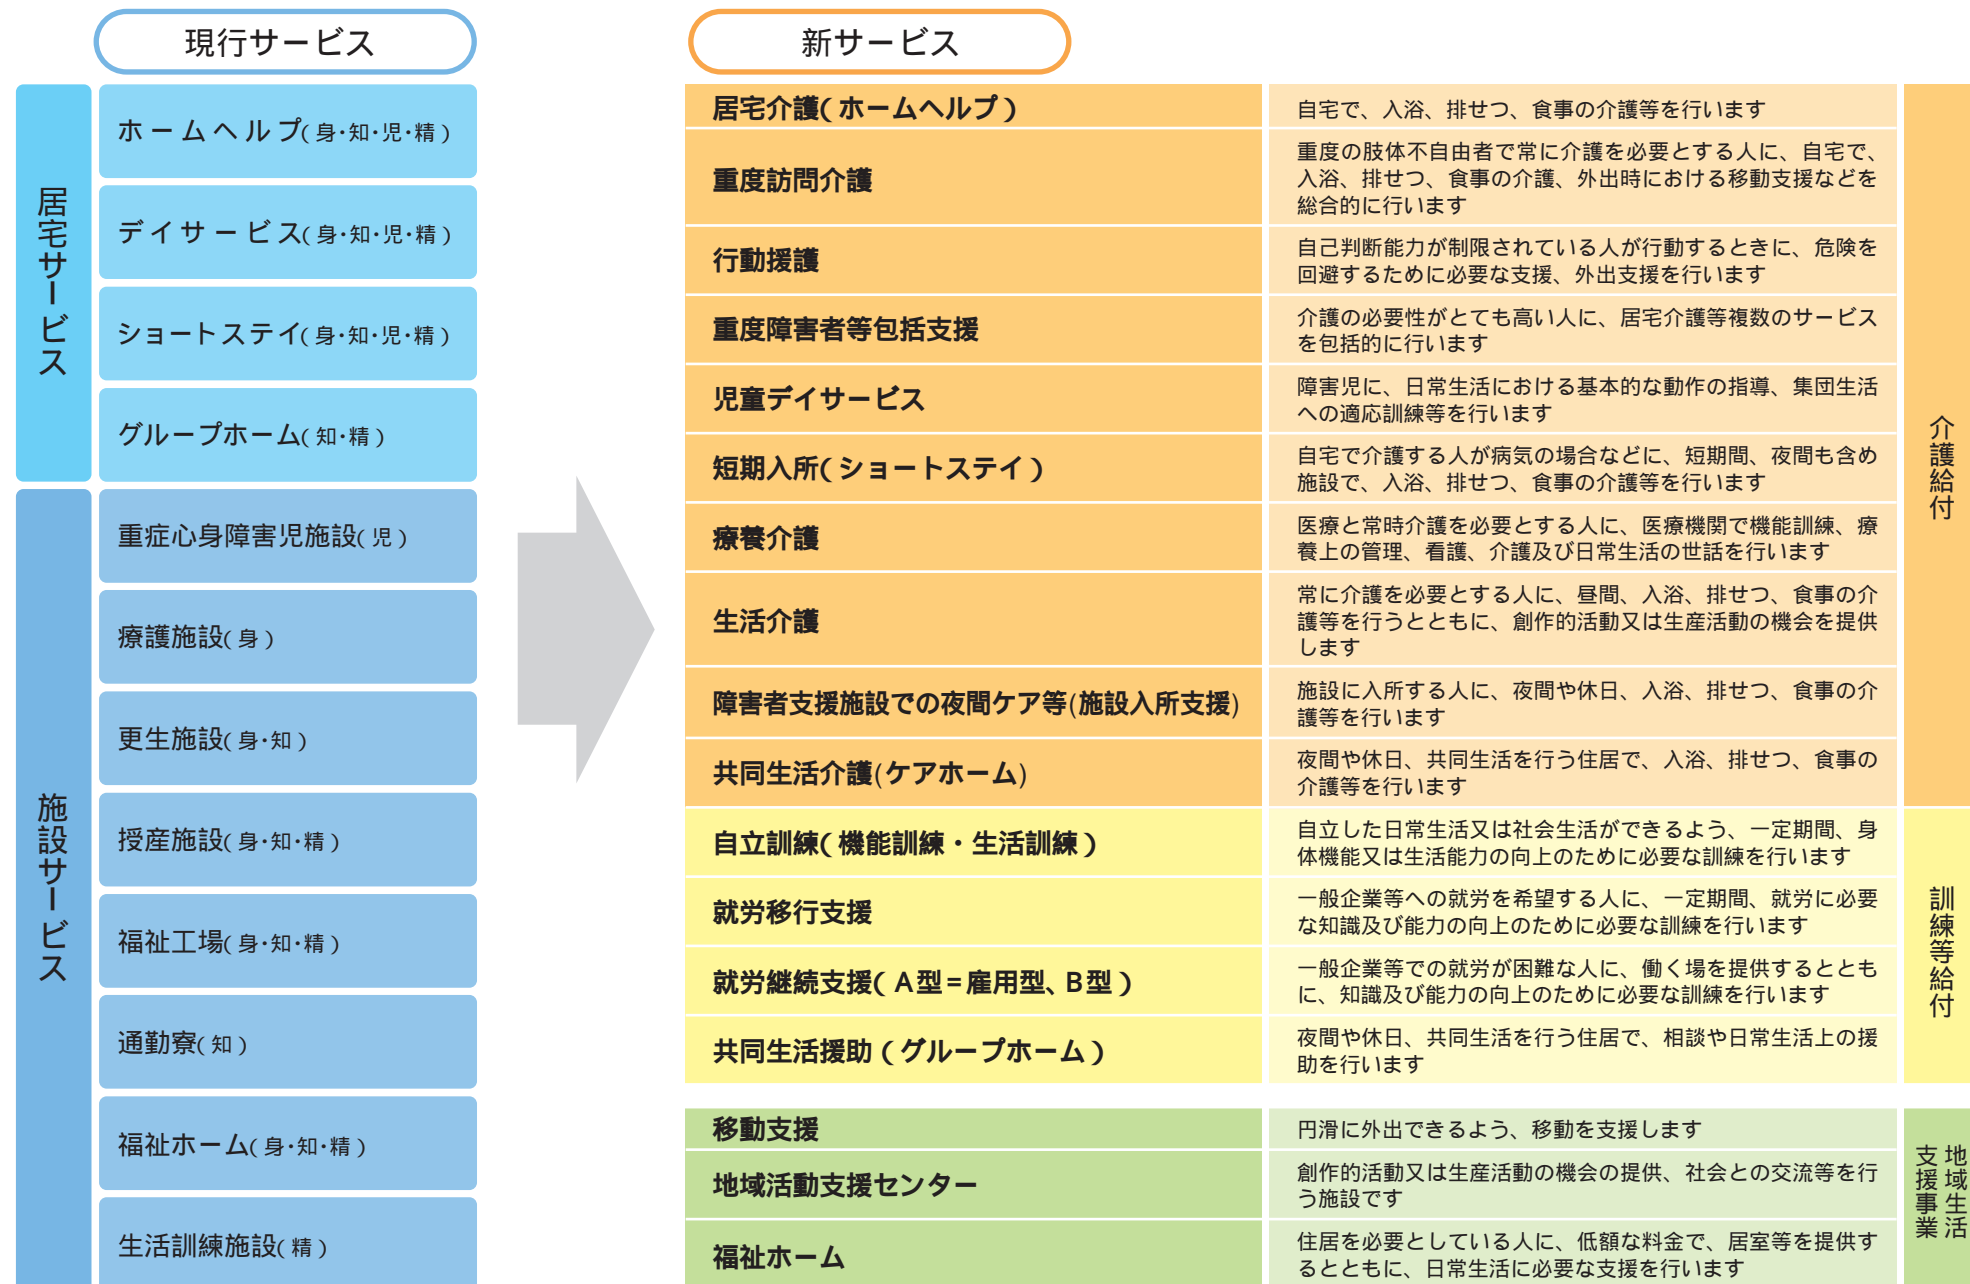 現行サービス
居宅サービス
ホームヘルプ(身・知・児・精)
デイサービス(身・知・児・精)
ショートステイ(身・知・児・精)
グループホーム(知・精)
施設サービス
重症心身障害児施設(児)
療護施設(身)
更生施設(身・知)
授産施設(身・知・精)
福祉工場(身・知・精)
通勤寮(知)
福祉ホーム(身・知・精)
生活訓練施設(精)
新サービス
居宅介護(ホームヘルプ)
自宅で、入浴、排せつ、食事の介護等を行います
重度訪問介護
重度の肢体不自由者で常に介護を必要とする人に、自宅で、
入浴、排せつ、食事の介護、外出時における移動支援などを
総合的に行います
行動援護
自己判断能力が制限されている人が行動するときに、危険を
回避するために必要な支援、外出支援を行います
重度障害者等包括支援
介護の必要性がとても高い人に、居宅介護等複数のサービス
を包括的に行います
児童デイサービス
障害児に、日常生活における基本的な動作の指導、集団生活
への適応訓練等を行います
短期入所(ショートステイ)
自宅で介護する人が病気の場合などに、短期間、夜間も含め
施設で、入浴、排せつ、食事の介護等を行います
療養介護
医療と常時介護を必要とする人に、医療機関で機能訓練、療
養上の管理、看護、介護及び日常生活の世話を行います
生活介護
常に介護を必要とする人に、昼間、入浴、排せつ、食事の介
護等を行うとともに、創作的活動又は生産活動の機会を提供
します
障害者支援施設での夜間ケア等(施設入所支援)
施設に入所する人に、夜間や休日、入浴、排せつ、食事の介
護等を行います
共同生活介護(ケアホーム)
夜間や休日、共同生活を行う住居で、入浴、排せつ、食事の
介護等を行います
介護給付
自立訓練(機能訓練・生活訓練)
自立した日常生活又は社会生活ができるよう、一定期間、身
体機能又は生活能力の向上のために必要な訓練を行います
就労移行支援
一般企業等への就労を希望する人に、一定期間、就労に必要
な知識及び能力の向上のために必要な訓練を行います
就労継続支援(A型=雇用型、B型)
一般企業等での就労が困難な人に、働く場を提供するととも
に、知識及び能力の向上のために必要な訓練を行います
共同生活援助(グループホーム)
夜間や休日、共同生活を行う住居で、相談や日常生活上の援
助を行います
訓練等給付
移動支援
円滑に外出できるよう、移動を支援します
地域活動支援センター
創作的活動又は生産活動の機会の提供、社会との交流等を行
う施設です
福祉ホーム
住居を必要としている人に、低額な料金で、居室等を提供す
るとともに、日常生活に必要な支援を行います
地域生活
支援事業